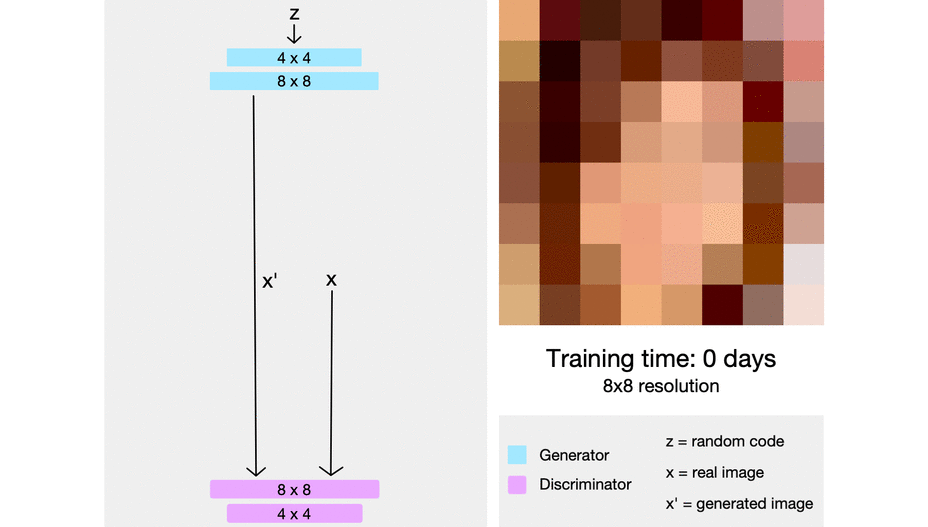 z
4 x 4
8 x 8
x'
x
8 x 8
4 x 4
Training time: 0 days
8x8 resolution
Generator
Discriminator
z = random code
x = real image
x' = generated image